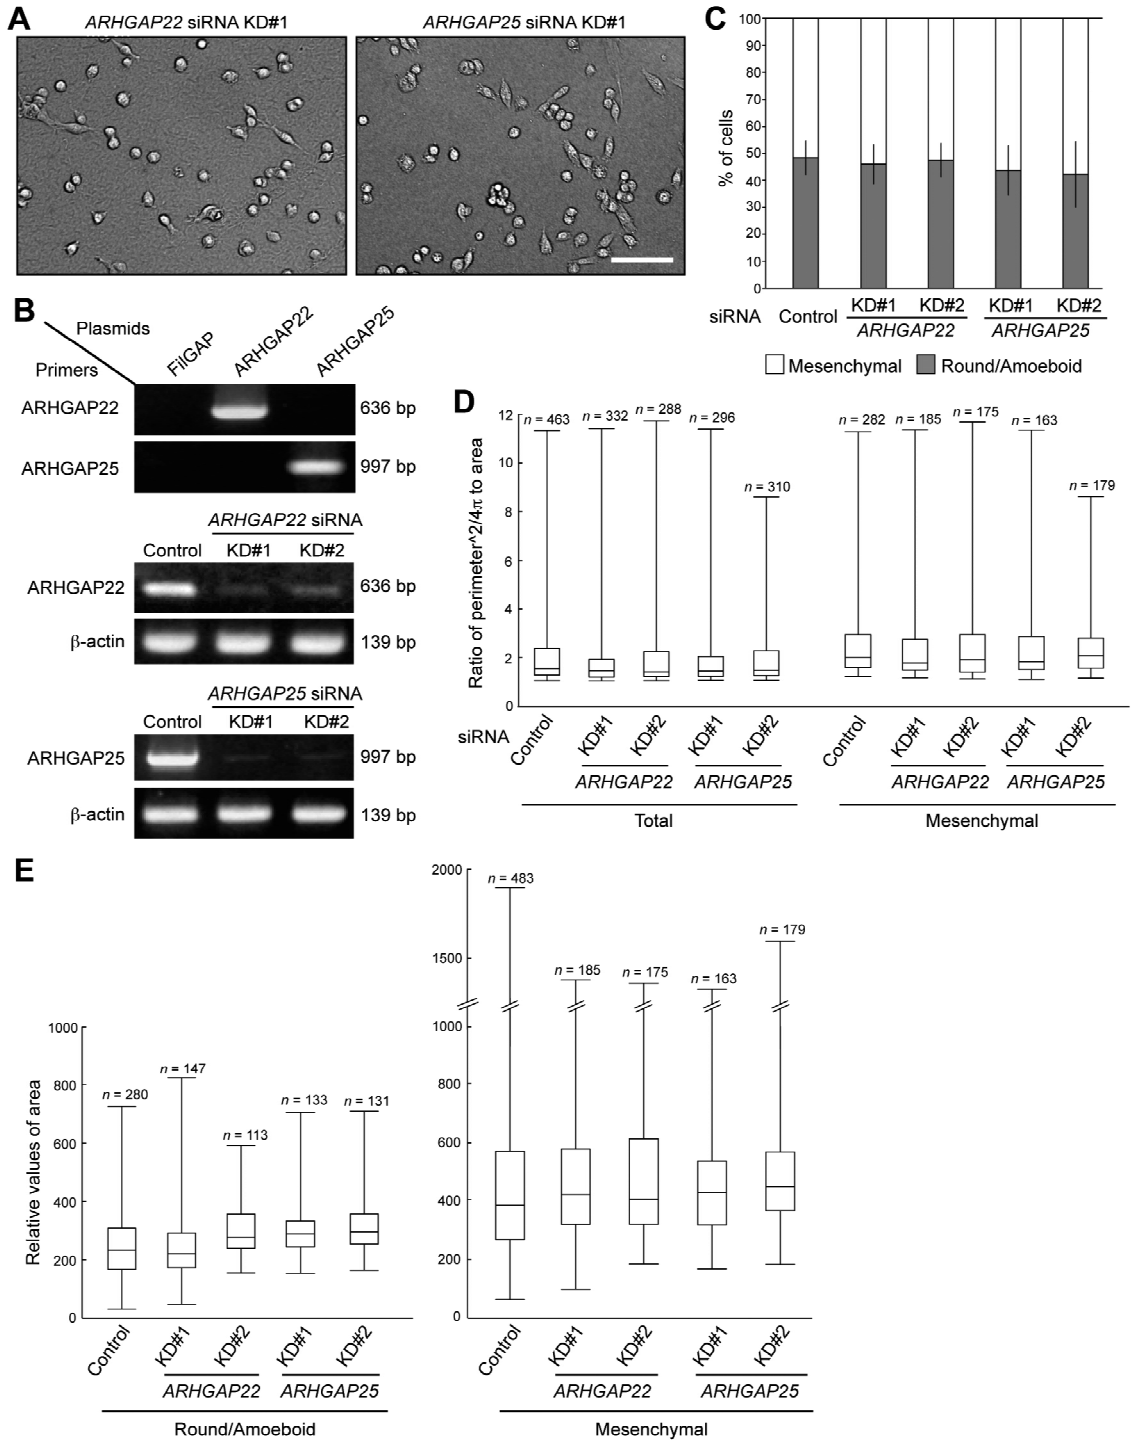 A
ARHGAP22 siRNA KD#1
ARHGAP25 siRNA KD#1
B
Plasmids
Primers
FilGAP
ARHGAP22
ARHGAP25
ARHGAP22
636 bp
ARHGAP25
997 bp
ARHGAP22 siRNA
Control KD#1 KD#2
ARHGAP22
636 bp
β-actin
139 bp
ARHGAP25 siRNA
Control KD#1 KD#2
ARHGAP25
997 bp
β-actin
139 bp
C
% of cells
100
90
80
70
60
50
40
30
20
10
0
siRNA Control KD#1 KD#2 KD#1 KD#2
ARHGAP22 ARHGAP25
Mesenchymal Round/Amoeboid
D
Ratio of perimeter^2/4π to area
12
10
8
6
4
2
0
n = 463
n = 332
n = 288
n = 296
n = 310
n = 282
n = 185
n = 175
n = 163
n = 179
siRNA
Control KD#1 KD#2 KD#1 KD#2
ARHGAP22 ARHGAP25
Total
Control KD#1 KD#2 KD#1 KD#2
ARHGAP22 ARHGAP25
Mesenchymal
E
Relative values of area
1000
800
600
400
200
0
n = 280
n = 147
n = 113
n = 133
n = 131
Control KD#1 KD#2 KD#1 KD#2
ARHGAP22 ARHGAP25
Round/Amoeboid
2000
1500
1000
800
600
400
200
0
n = 483
n = 185
n = 175
n = 163
n = 179
Control KD#1 KD#2 KD#1 KD#2
ARHGAP22 ARHGAP25
Mesenchymal